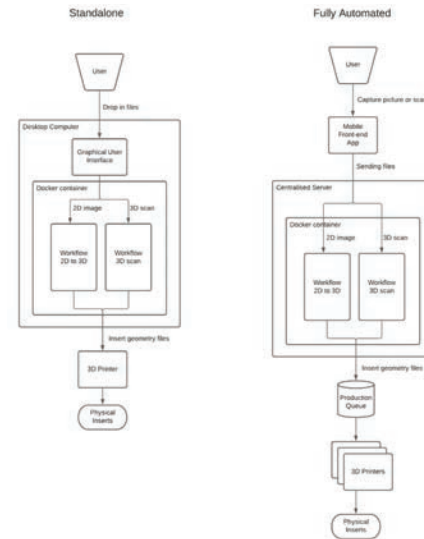 Standalone
User
Drop in files
Desktop Computer
Graphical User
Interface
Docker container
2D image
3D scan
Workflow
2D to 3D
Workflow
3D scan
Insert geometry files
3D Printer
Physical
Inserts
Fully Automated
User
Capture picture or scan
Mobile
Front-end
App
Sending files
Centralised Server
Docker container
2D image
3D scan
Workflow
2D to 3D
Workflow
3D scan
Insert geometry files
Production
Queue
3D Printers
Physical
Inserts